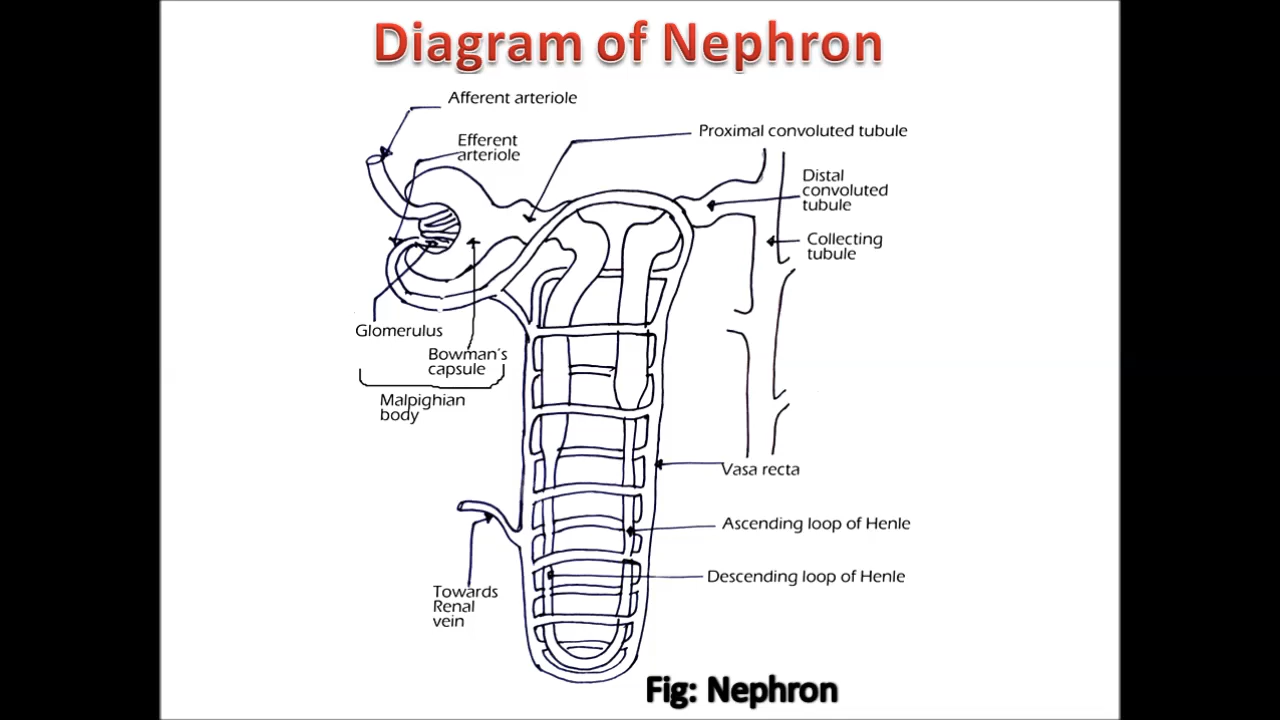 Diagram of Nephron
Afferent arteriole
Efferent
arteriole
Proximal convoluted tubule
Distal
convoluted
tubule
Collecting
tubule
Glomerulus
Bowman's
capsule
Malpighian
body
Vasa recta
Ascending loop of Henle
Descending loop of Henle
Towards
Renal
vein
Fig: Nephron